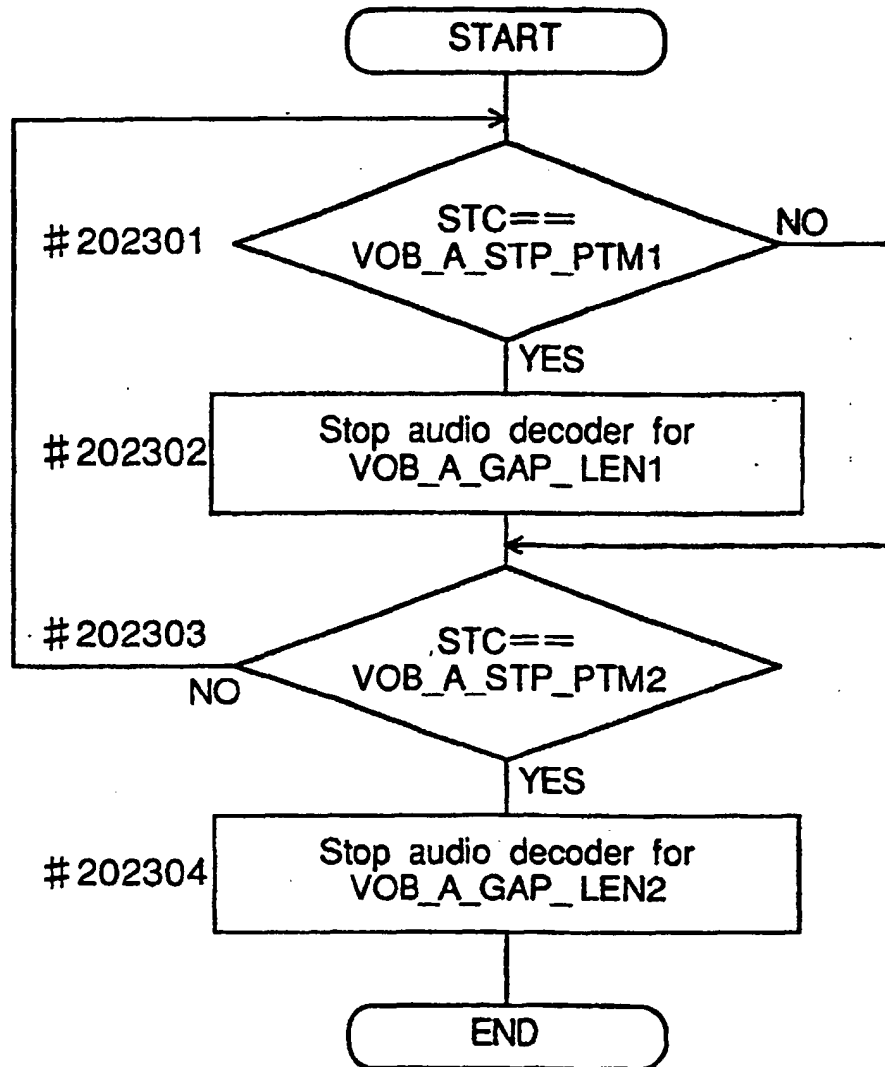 START
STC==
VOB_A_STP_PTM1
NO
#202301
YES
Stop audio decoder for
VOB_A_GAP_LEN1
#202302
#202303
STC==
VOB_A_STP_PTM2
NO
YES
Stop audio decoder for
VOB_A_GAP_LEN2
#202304
END